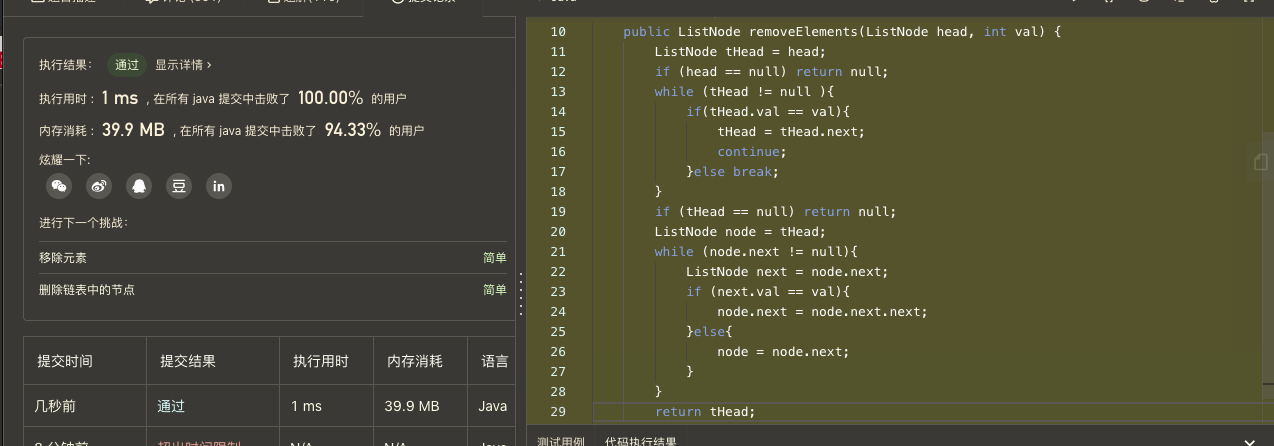 执行结果： 通过 显示详情 ›
执行用时： 1 ms , 在所有 java 提交中击败了 100.00% 的用户
内存消耗： 39.9 MB , 在所有 java 提交中击败了 94.33% 的用户
炫耀一下:
豆 in
进行下一个挑战：
移除元素 简单
删除链表中的节点 简单
提交时间 提交结果 执行用时 内存消耗 语言
几秒前 通过 1 ms 39.9 MB Java
10 public ListNode removeElements(ListNode head, int val) {
11 ListNode tHead = head;
12 if (head == null) return null;
13 while (tHead != null ){
14 if(tHead.val == val){
15 tHead = tHead.next;
16 continue;
17 }else break;
18 }
19 if (tHead == null) return null;
20 ListNode node = tHead;
21 while (node.next != null){
22 ListNode next = node.next;
23 if (next.val == val){
24 node.next = node.next.next;
25 }else{
26 node = node.next;
27 }
28 }
29 return tHead;
测试用例 代码执行结果